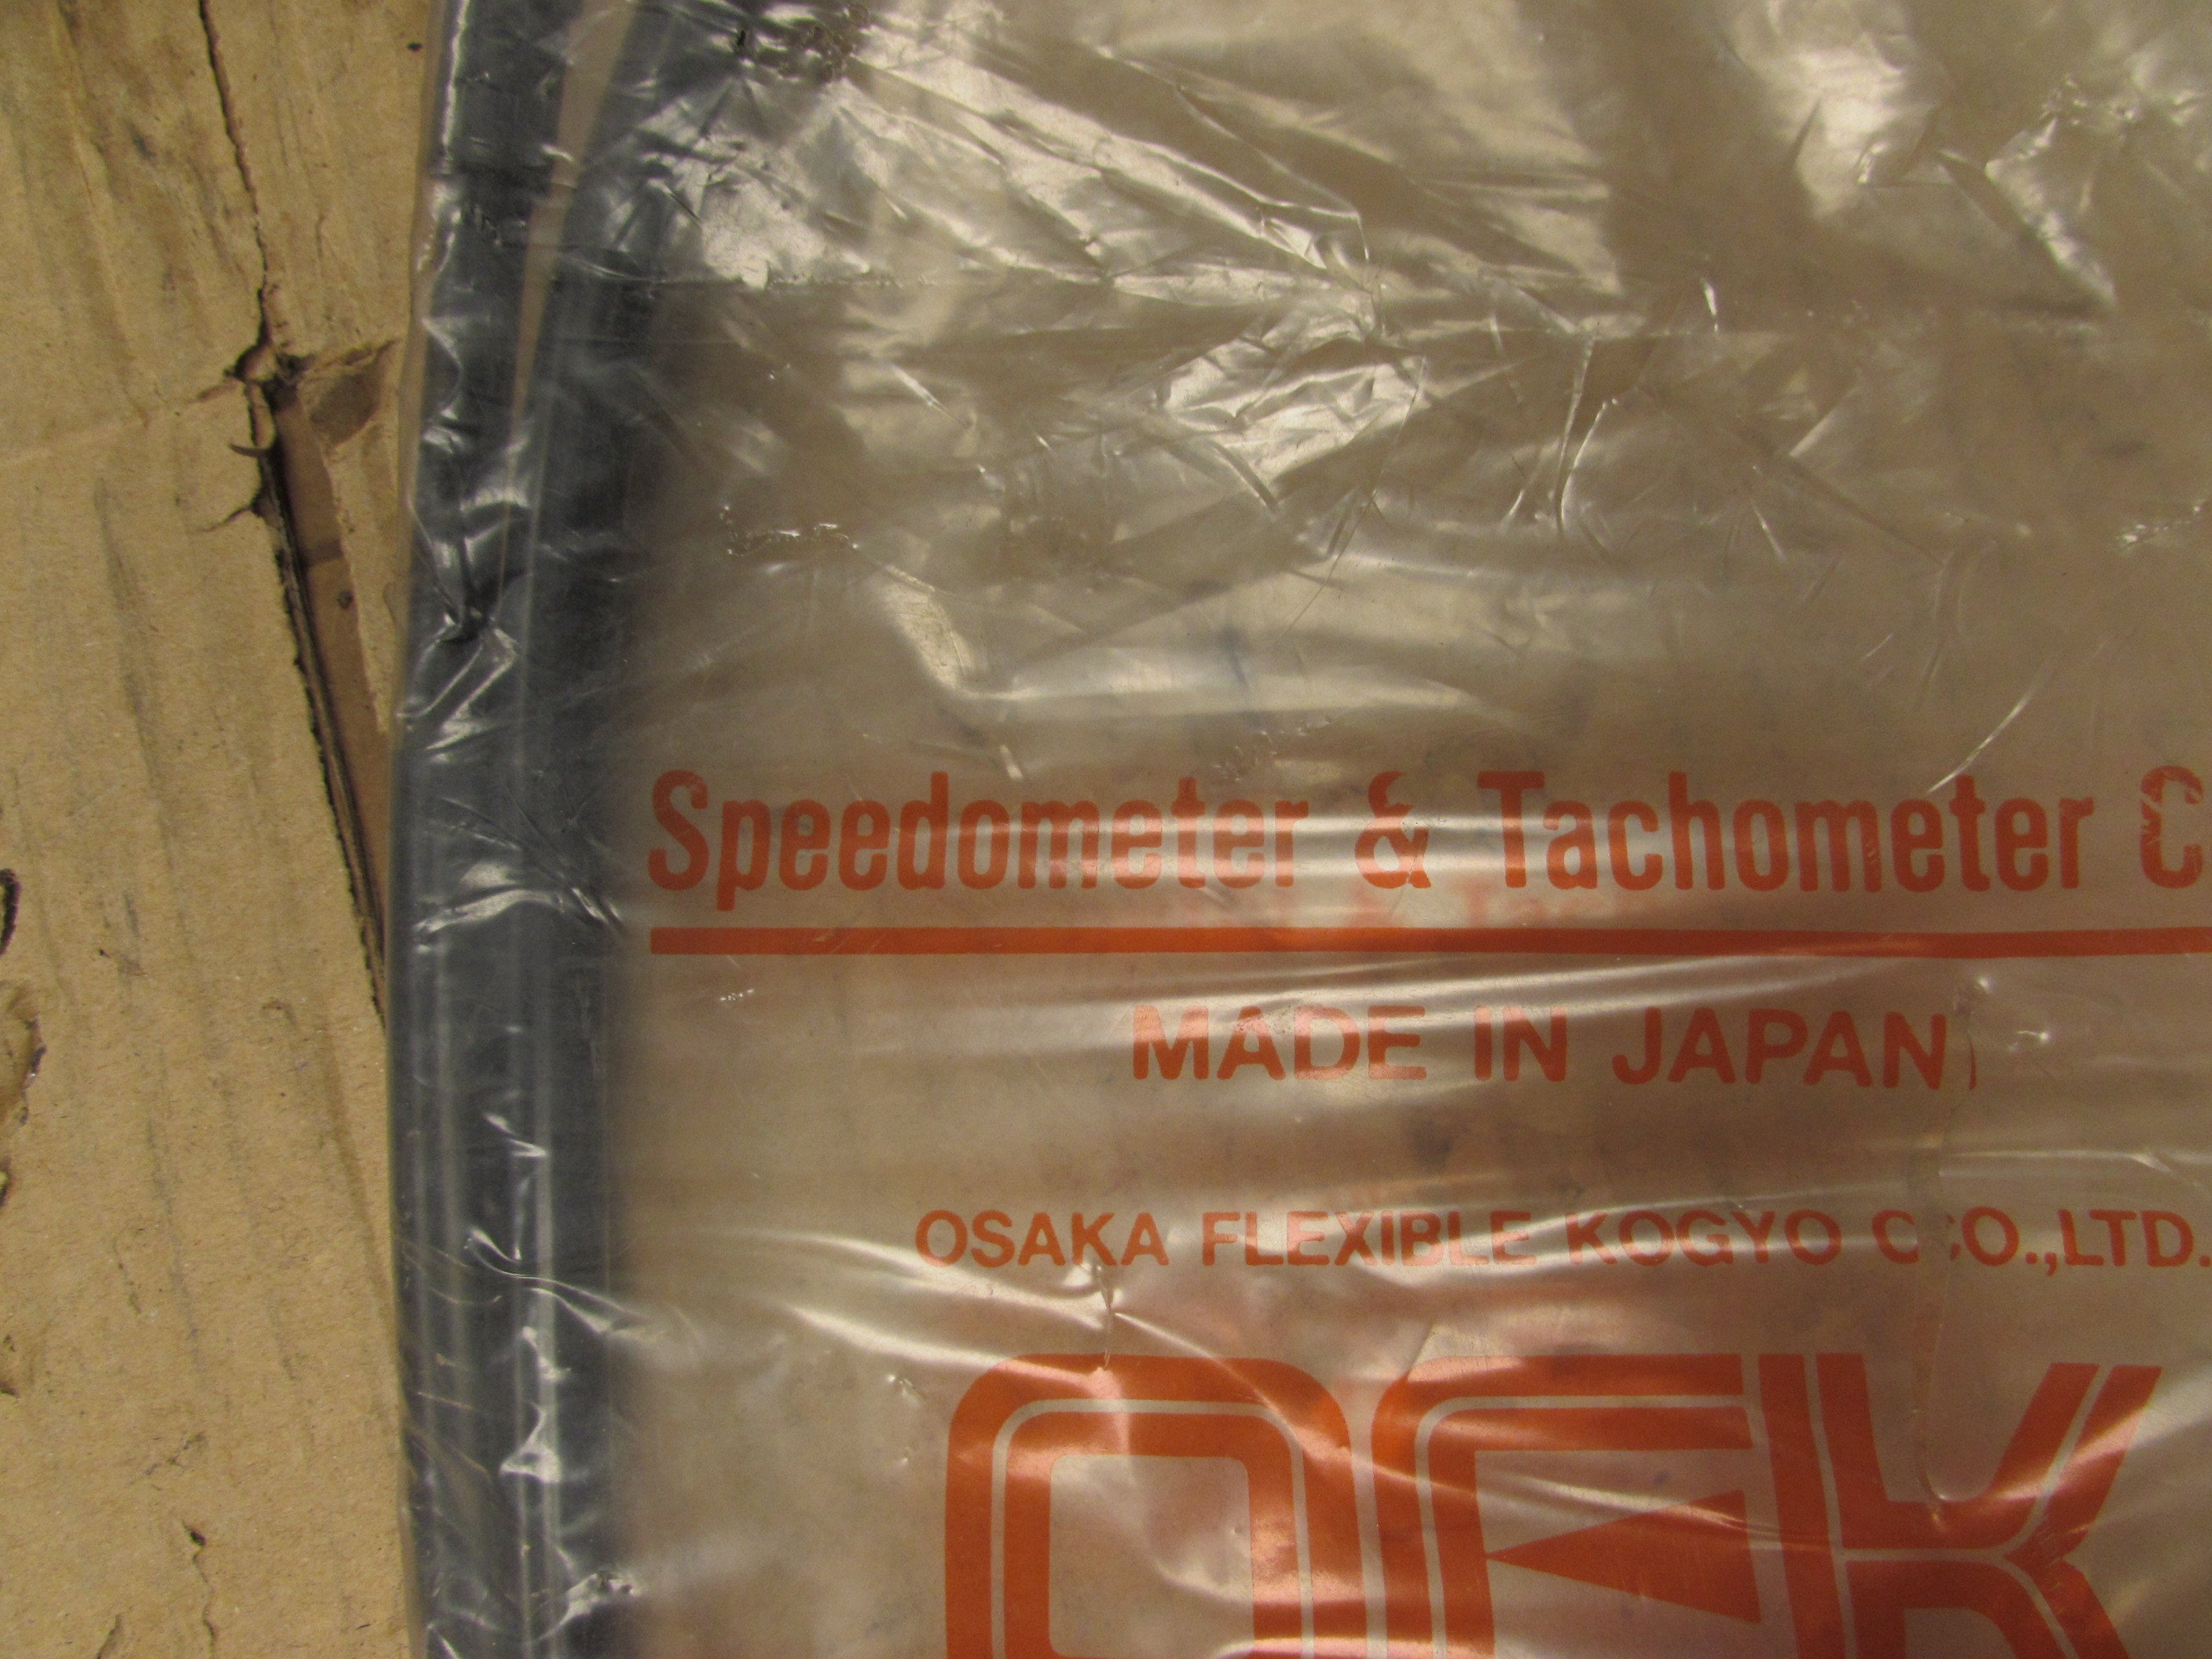 Speedometer & Tachometer C
MADE IN JAPAN
OSAKA FLEXIBLE KOGYO CO.,LTD.
OFK